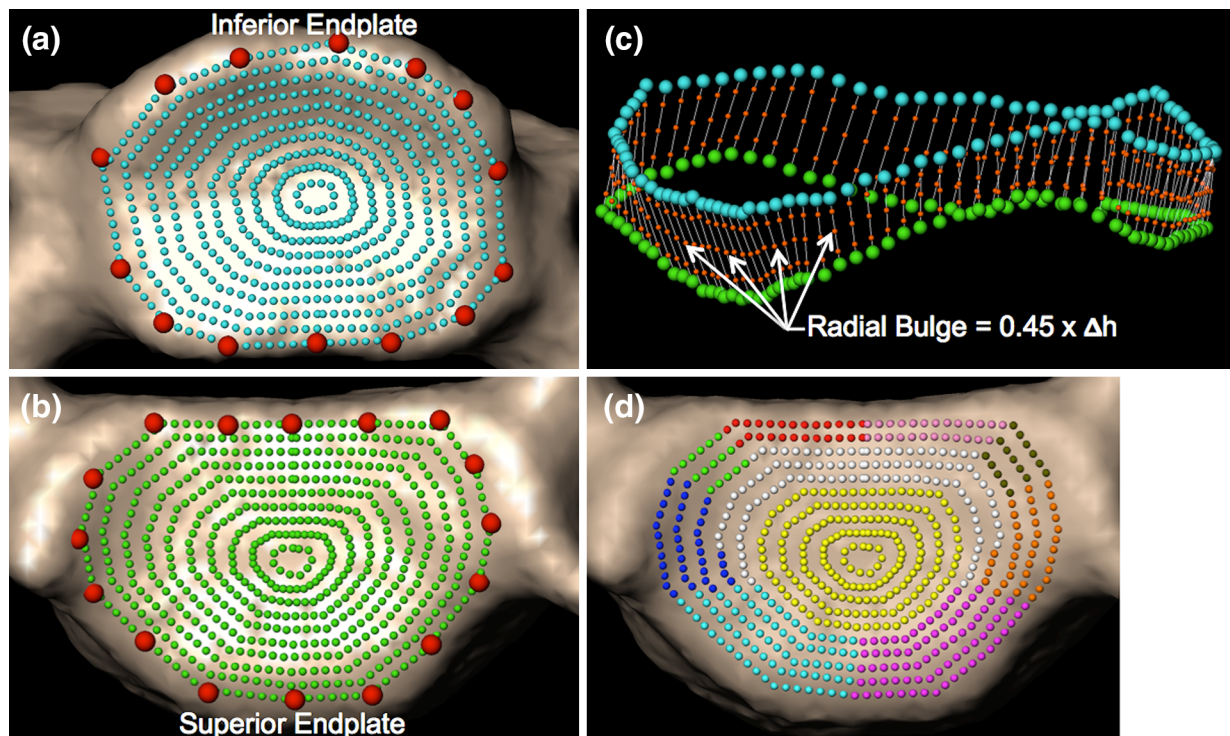 (a)
Inferior Endplate
(c)
Radial Bulge = 0.45 x Δh
(b)
Superior Endplate
(d)